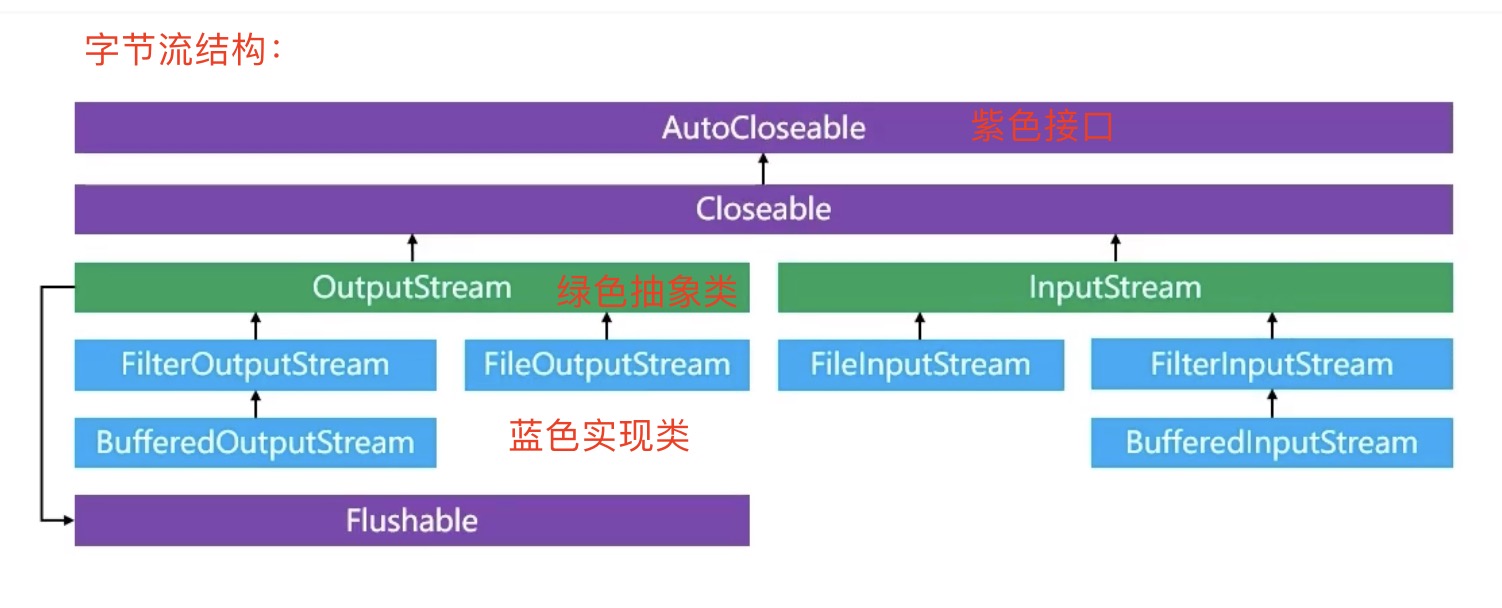 字节流结构：
AutoCloseable 紫色接口
Closeable
OutputStream 绿色抽象类 InputStream
FilterOutputStream FileOutputStream FileInputStream FilterInputStream
蓝色实现类
BufferedOutputStream BufferedInputStream
Flushable